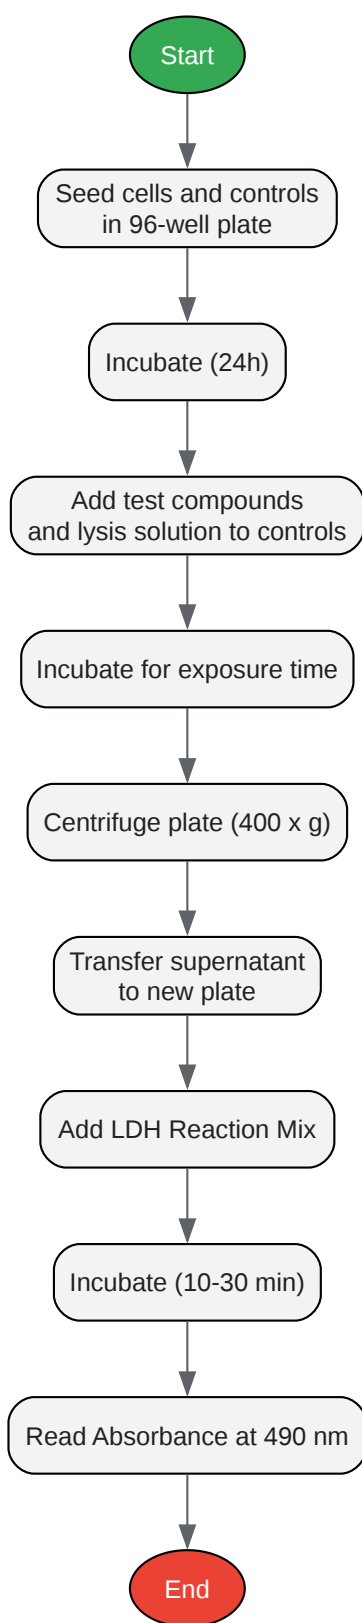 Start
Seed cells and controls
in 96-well plate
Incubate (24h)
Add test compounds
and lysis solution to controls
Incubate for exposure time
Centrifuge plate (400 x g)
Transfer supernatant
to new plate
Add LDH Reaction Mix
Incubate (10-30 min)
Read Absorbance at 490 nm
End